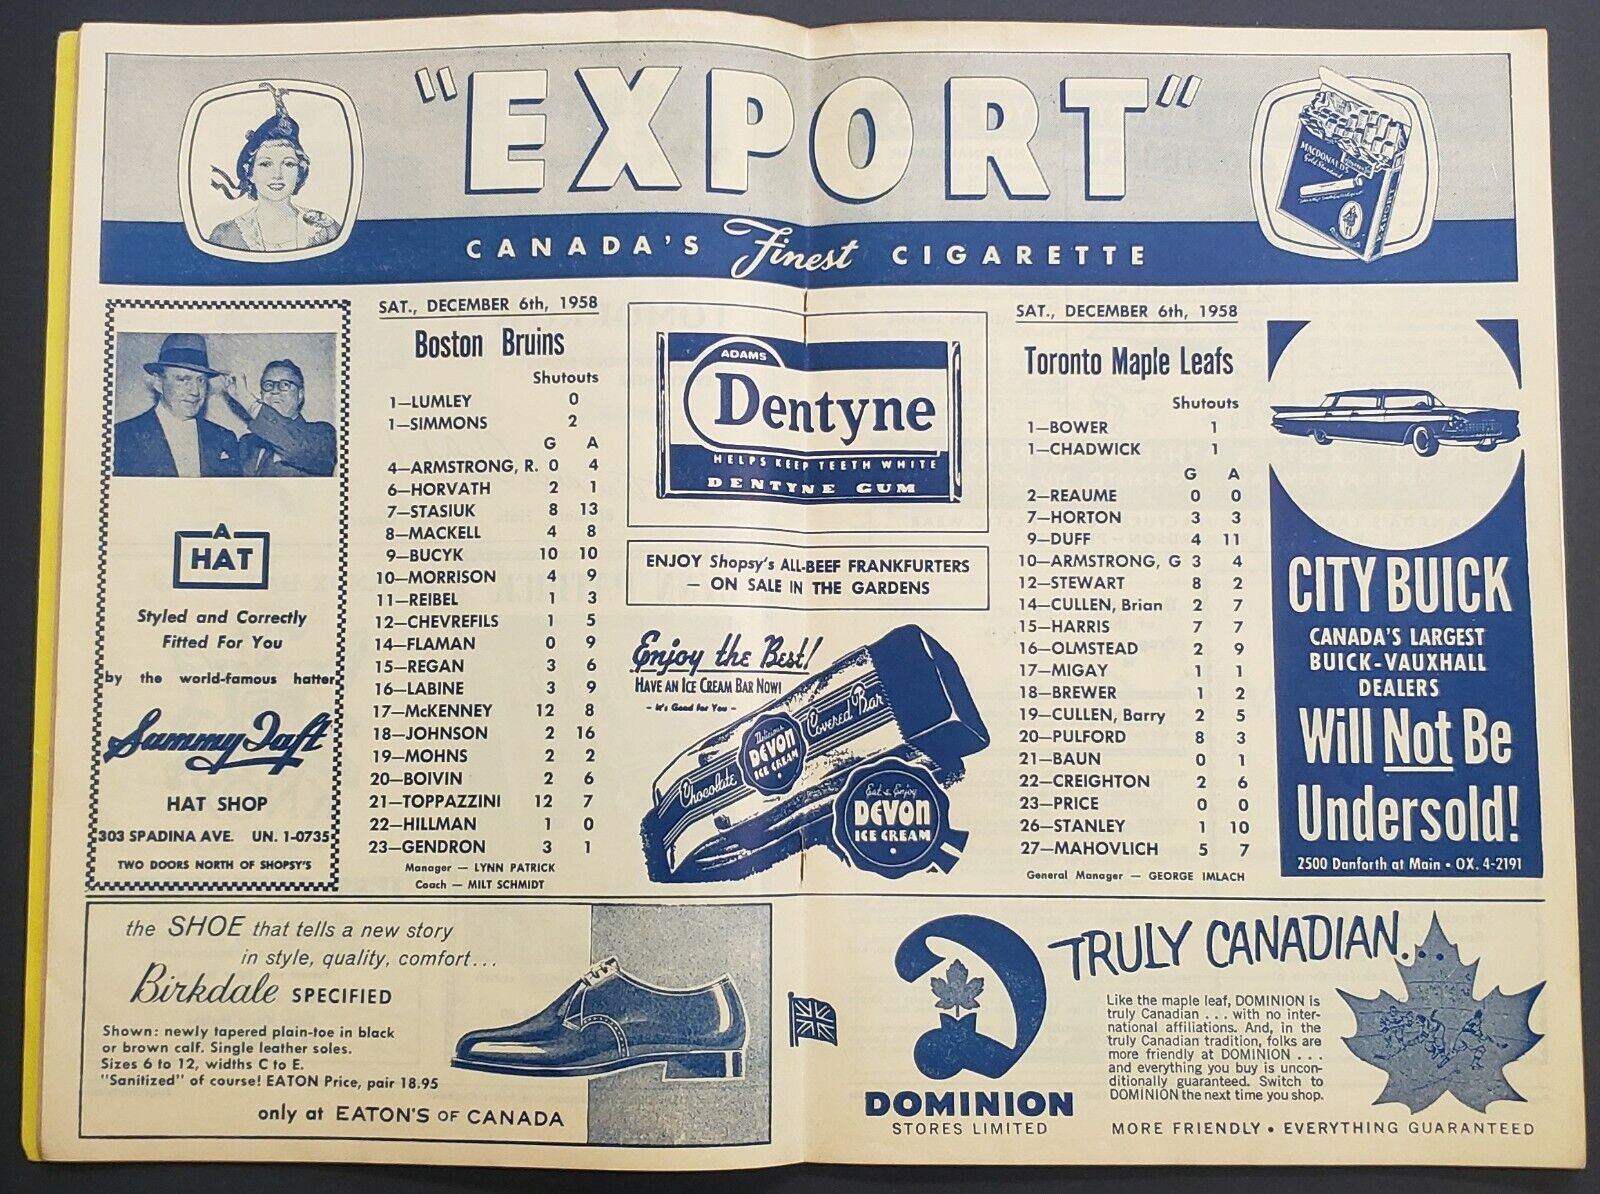 "EXPORT"
CANADA'S Finest CIGARETTE
MACDONALD'S
Gold Standard
EXPORT
A
HAT
Styled and Correctly
Fitted For You
by the world-famous hatter
Sammy Taft
HAT SHOP
303 SPADINA AVE. UN. 1-0735
TWO DOORS NORTH OF SHOPSY'S
SAT., DECEMBER 6th, 1958
Boston Bruins
Shutouts
1—LUMLEY 0
1—SIMMONS 2
G A
4—ARMSTRONG, R. 0 4
6—HORVATH 2 1
7—STASIUK 8 13
8—MACKELL 4 8
9—BUCYK 10 10
10—MORRISON 4 9
11—REIBEL 1 3
12—CHEVREFILS 1 5
14—FLAMAN 0 9
15—REGAN 3 6
16—LABINE 3 9
17—McKENNEY 12 8
18—JOHNSON 2 16
19—MOHNS 2 2
20—BOIVIN 2 6
21—TOPPAZZINI 12 7
22—HILLMAN 1 0
23—GENDRON 3 1
Manager — LYNN PATRICK
Coach — MILT SCHMIDT
ADAMS
Dentyne
HELPS KEEP TEETH WHITE
DENTYNE GUM
ENJOY Shopsy's ALL-BEEF FRANKFURTERS
— ON SALE IN THE GARDENS
Enjoy the Best!
HAVE AN ICE CREAM BAR NOW!
- It's Good for You -
Chocolate Covered Bar
Delicious
DEVON
ICE CREAM
Eat & Enjoy
DEVON
ICE CREAM
SAT., DECEMBER 6th, 1958
Toronto Maple Leafs
Shutouts
1—BOWER 1
1—CHADWICK 1
G A
2—REAUME 0 0
7—HORTON 3 3
9—DUFF 4 11
10—ARMSTRONG, G 3 4
12—STEWART 8 2
14—CULLEN, Brian 2 7
15—HARRIS 7 7
16—OLMSTEAD 2 9
17—MIGAY 1 1
18—BREWER 1 2
19—CULLEN, Barry 2 5
20—PULFORD 8 3
21—BAUN 0 1
22—CREIGHTON 2 6
23—PRICE 0 0
26—STANLEY 1 10
27—MAHOVLICH 5 7
General Manager — GEORGE IMLACH
CITY BUICK
CANADA'S LARGEST
BUICK-VAUXHALL
DEALERS
Will Not Be
Undersold!
2500 Danforth at Main • OX. 4-2191
the SHOE that tells a new story
in style, quality, comfort...
Birkdale SPECIFIED
Shown: newly tapered plain-toe in black
or brown calf. Single leather soles.
Sizes 6 to 12, widths C to E.
"Sanitized" of course! EATON Price, pair 18.95
only at EATON'S OF CANADA
DOMINION
STORES LIMITED
TRULY CANADIAN.
Like the maple leaf, DOMINION is
truly Canadian . . . with no inter-
national affiliations. And, in the
truly Canadian tradition, folks are
more friendly at DOMINION . . .
and everything you buy is uncon-
ditionally guaranteed. Switch to
DOMINION the next time you shop.
MORE FRIENDLY • EVERYTHING GUARANTEED